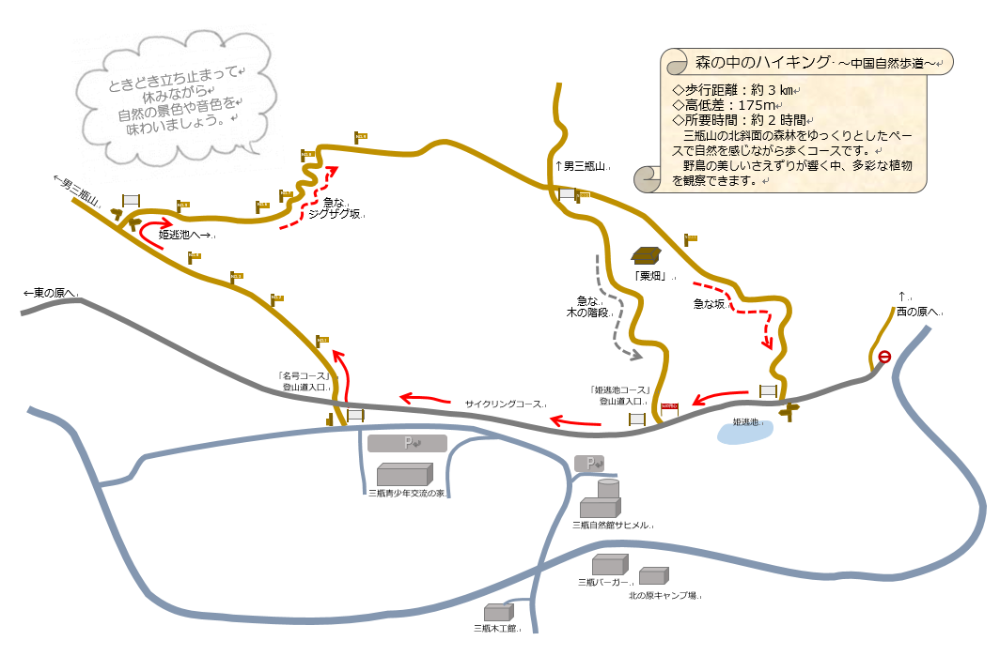 ときどき立ち止まって
休みながら
自然の景色や音色を
味わいましょう。
森の中のハイキング・～中国自然歩道～
◇歩行距離：約3㎞
◇高低差：175m
◇所要時間：約2時間
三瓶山の北斜面の森林をゆっくりとしたペー
スで自然を感じながら歩くコースです。
野鳥の美しいさえずりが響く中、多彩な植物
を観察できます。
←男三瓶山
↑男三瓶山
姫逃池へ→
急な
ジグザグ坂
「粟畑」
急な
木の階段
急な坂
←東の原へ
↑
西の原へ
「名号コース」
登山道入口
サイクリングコース
「姫逃池コース」
登山道入口
姫逃池
P
三瓶青少年交流の家
P
三瓶自然館サヒメル
三瓶バーガー
北の原キャンプ場
三瓶木工館